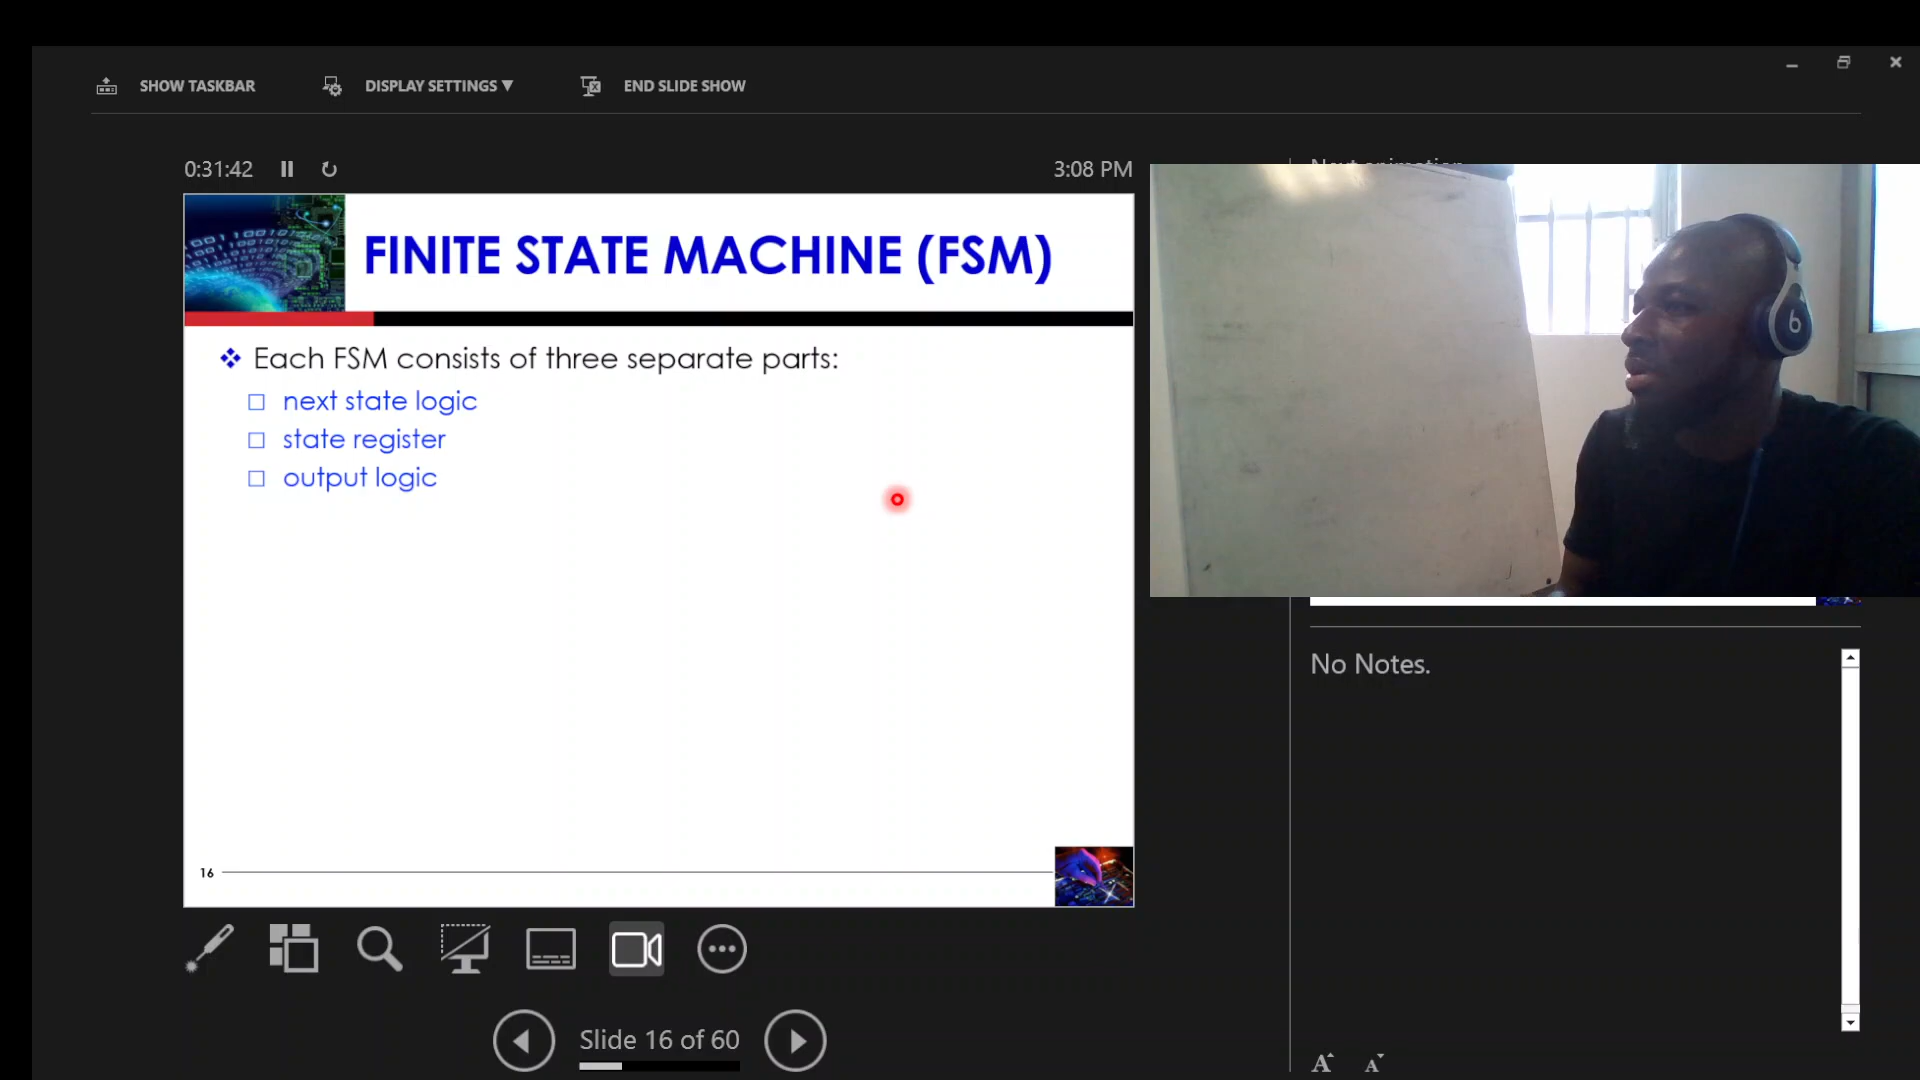 SHOW TASKBAR DISPLAY SETTINGS ▼ END SLIDE SHOW
0:31:42 3:08 PM
Next animation
FINITE STATE MACHINE (FSM)
Each FSM consists of three separate parts:
next state logic
state register
output logic
16
No Notes.
Slide 16 of 60
A A